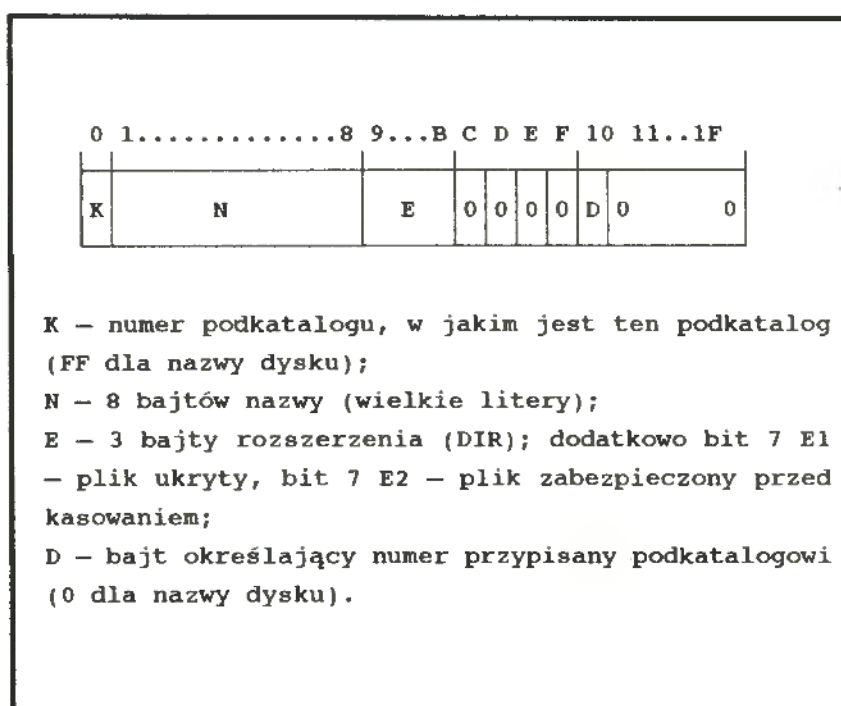 0 1.............8 9...B C D E F 10 11..1F
K N E 0 0 0 0 D 0 0
K — numer podkatalogu, w jakim jest ten podkatalog
(FF dla nazwy dysku);
N — 8 bajtów nazwy (wielkie litery);
E — 3 bajty rozszerzenia (DIR); dodatkowo bit 7 E1
— plik ukryty, bit 7 E2 — plik zabezpieczony przed
kasowaniem;
D — bajt określający numer przypisany podkatalogowi
(0 dla nazwy dysku).